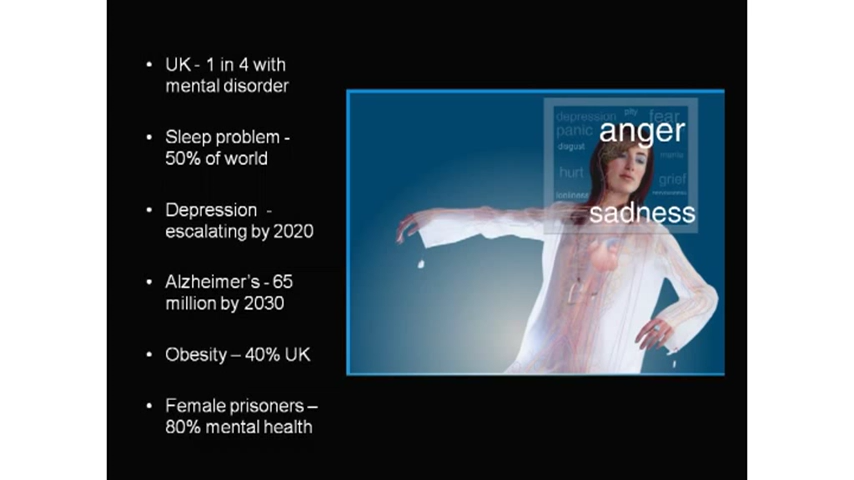 • UK - 1 in 4 with
mental disorder
• Sleep problem -
50% of world
• Depression -
escalating by 2020
• Alzheimer's - 65
million by 2030
• Obesity – 40% UK
• Female prisoners –
80% mental health
depression pity fear
panic anger
disgust
mania
hurt
grief
loneliness
sadness